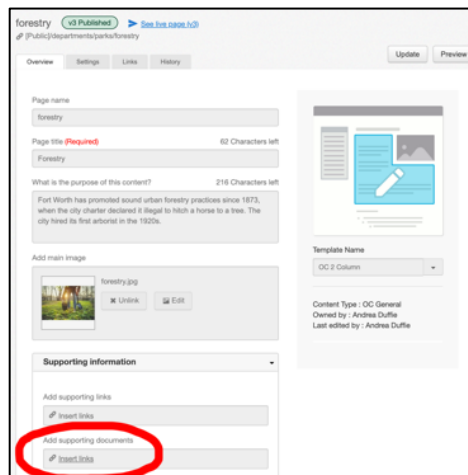 forestry v3 Published See live page (v3)
[Public]/departments/parks/forestry
Update Preview
Overview Settings Links History
Page name
forestry
Page title (Required) 62 Characters left
Forestry
What is the purpose of this content? 216 Characters left
Fort Worth has promoted sound urban forestry practices since 1873,
when the city charter declared it illegal to hitch a horse to a tree. The
city hired its first arborist in the 1920s.
Add main image
forestry.jpg
Unlink Edit
Template Name
OC 2 Column
Content Type : OC General
Owned by : Andrea Duffie
Last edited by : Andrea Duffie
Supporting information
Add supporting links
Insert links
Add supporting documents
Insert links